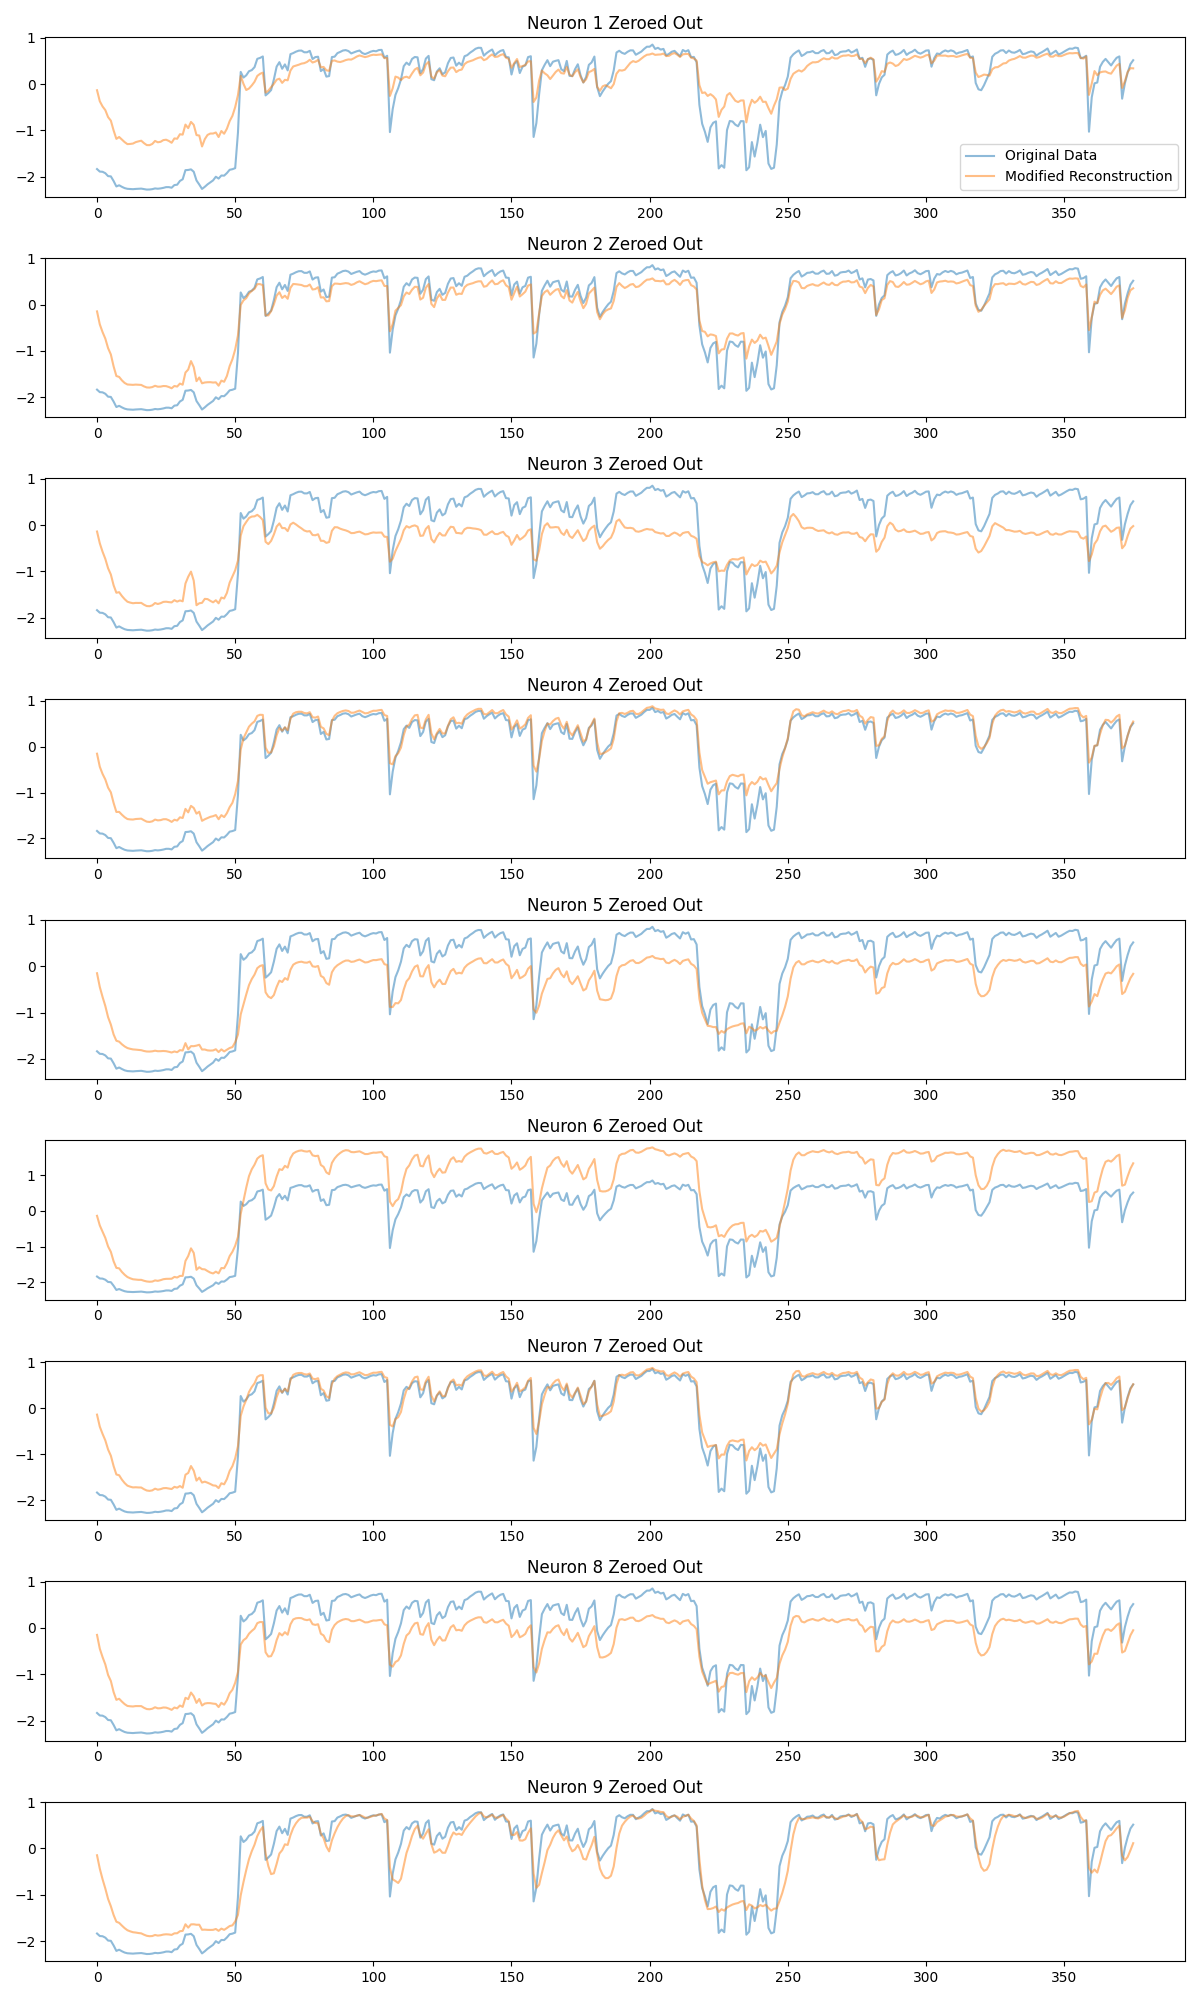 Neuron 1 Zeroed Out
1
0
−1
−2
Original Data
Modified Reconstruction
0 50 100 150 200 250 300 350
Neuron 2 Zeroed Out
1
0
−1
−2
0 50 100 150 200 250 300 350
Neuron 3 Zeroed Out
1
0
−1
−2
0 50 100 150 200 250 300 350
Neuron 4 Zeroed Out
1
0
−1
−2
0 50 100 150 200 250 300 350
Neuron 5 Zeroed Out
1
0
−1
−2
0 50 100 150 200 250 300 350
Neuron 6 Zeroed Out
1
0
−1
−2
0 50 100 150 200 250 300 350
Neuron 7 Zeroed Out
1
0
−1
−2
0 50 100 150 200 250 300 350
Neuron 8 Zeroed Out
1
0
−1
−2
0 50 100 150 200 250 300 350
Neuron 9 Zeroed Out
1
0
−1
−2
0 50 100 150 200 250 300 350